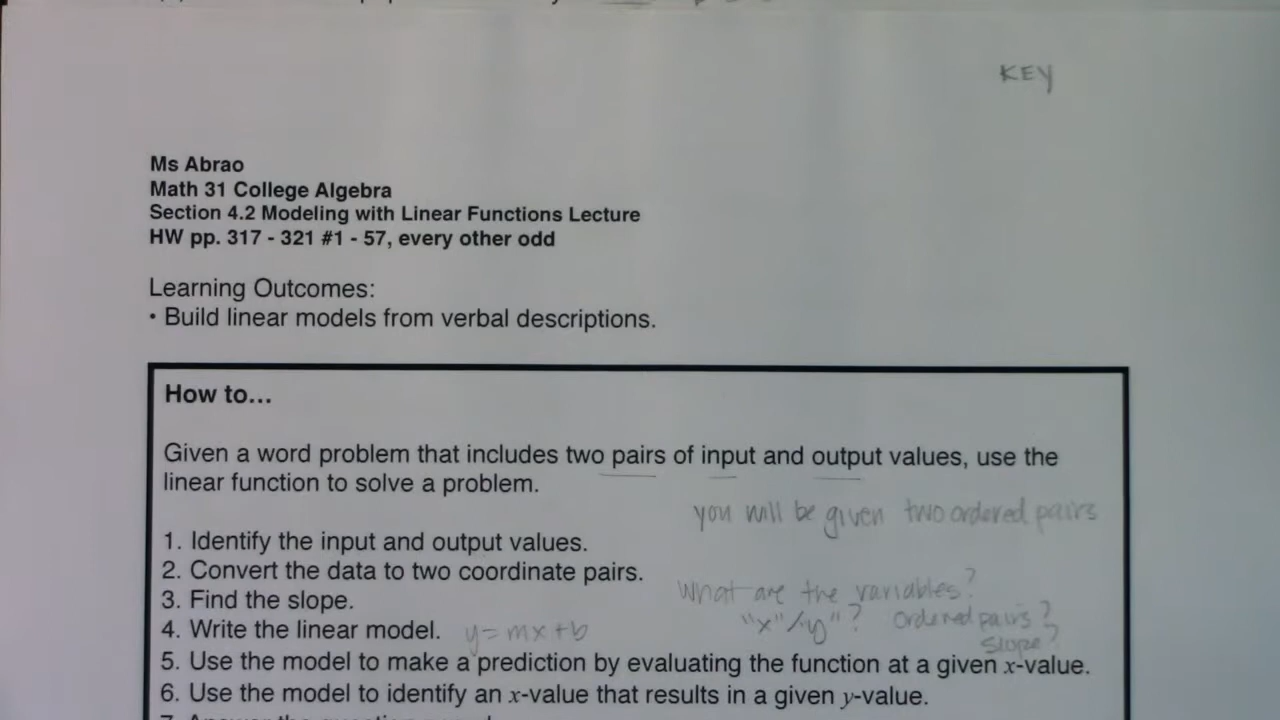 KEY
Ms Abrao
Math 31 College Algebra
Section 4.2 Modeling with Linear Functions Lecture
HW pp. 317 - 321 #1 - 57, every other odd
Learning Outcomes:
• Build linear models from verbal descriptions.
How to...
Given a word problem that includes two pairs of input and output values, use the
linear function to solve a problem.
you will be given two ordered pairs
1. Identify the input and output values.
2. Convert the data to two coordinate pairs.
What are the variables?
3. Find the slope.
"x"/"y"? Ordered pairs?
4. Write the linear model. y=mx+b
slope?
5. Use the model to make a prediction by evaluating the function at a given x-value.
6. Use the model to identify an x-value that results in a given y-value.